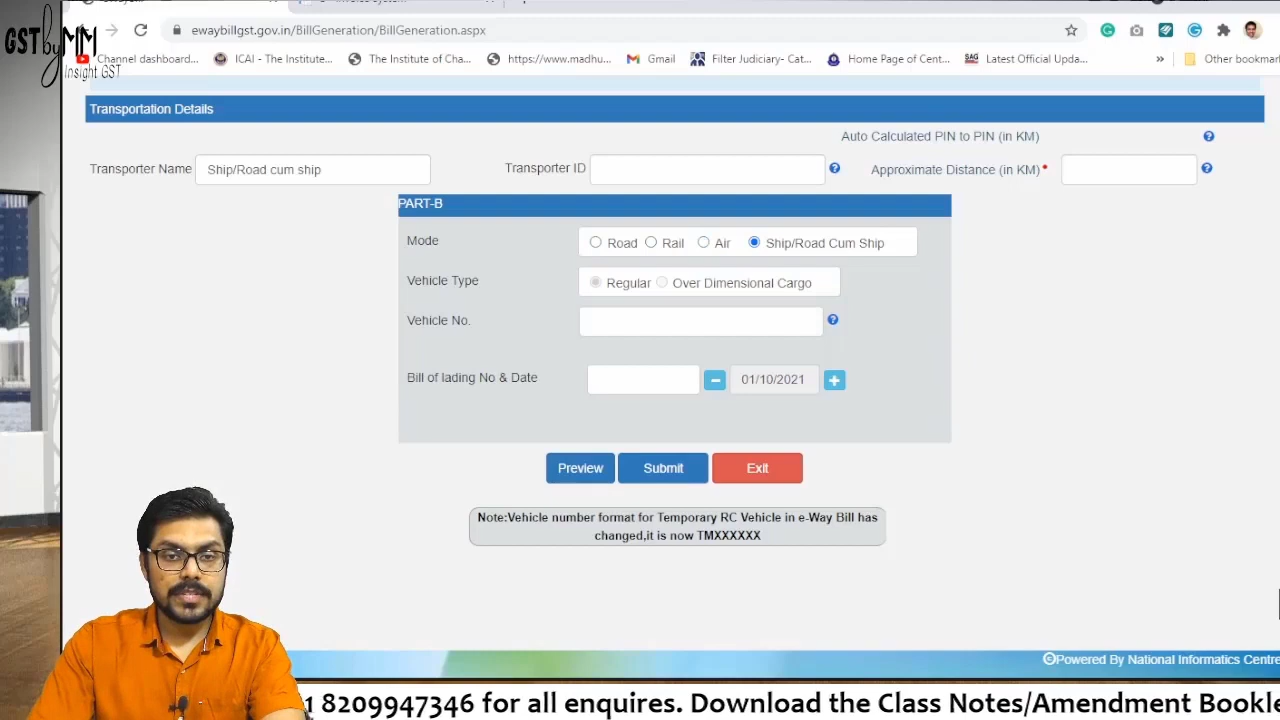 GST by MM
Insight GST
ewaybillgst.gov.in/BillGeneration/BillGeneration.aspx
Channel dashboard... ICAI - The Institute... The Institute of Cha... https://www.madhu... Gmail Filter Judiciary- Cat... Home Page of Cent... SAG Latest Official Upda... » Other bookmar
Transportation Details
Auto Calculated PIN to PIN (in KM)
Transporter Name Ship/Road cum ship Transporter ID Approximate Distance (in KM) *
PART-B
Mode Road Rail Air Ship/Road Cum Ship
Vehicle Type Regular Over Dimensional Cargo
Vehicle No.
Bill of lading No & Date 01/10/2021
Preview Submit Exit
Note:Vehicle number format for Temporary RC Vehicle in e-Way Bill has
changed,it is now TMXXXXXX
©Powered By National Informatics Centre
1 8209947346 for all enquires. Download the Class Notes/Amendment Bookle